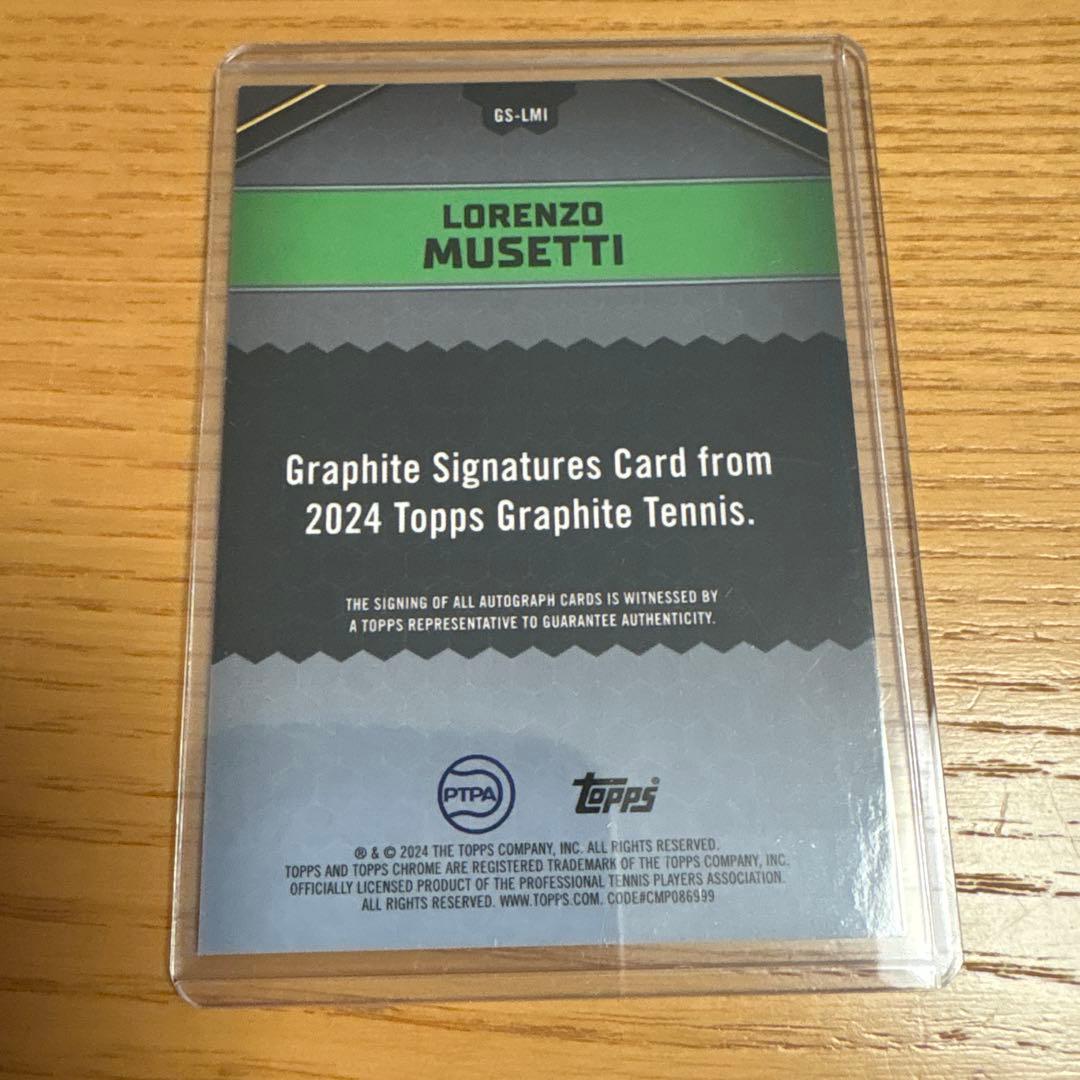 GS-LMI
LORENZO
MUSETTI
Graphite Signatures Card from
2024 Topps Graphite Tennis.
THE SIGNING OF ALL AUTOGRAPH CARDS IS WITNESSED BY
A TOPPS REPRESENTATIVE TO GUARANTEE AUTHENTICITY.
PTPA
topps
® & © 2024 THE TOPPS COMPANY, INC. ALL RIGHTS RESERVED.
TOPPS AND TOPPS CHROME ARE REGISTERED TRADEMARK OF THE TOPPS COMPANY, INC.
OFFICIALLY LICENSED PRODUCT OF THE PROFESSIONAL TENNIS PLAYERS ASSOCIATION.
ALL RIGHTS RESERVED. WWW.TOPPS.COM. CODE#CMP086999